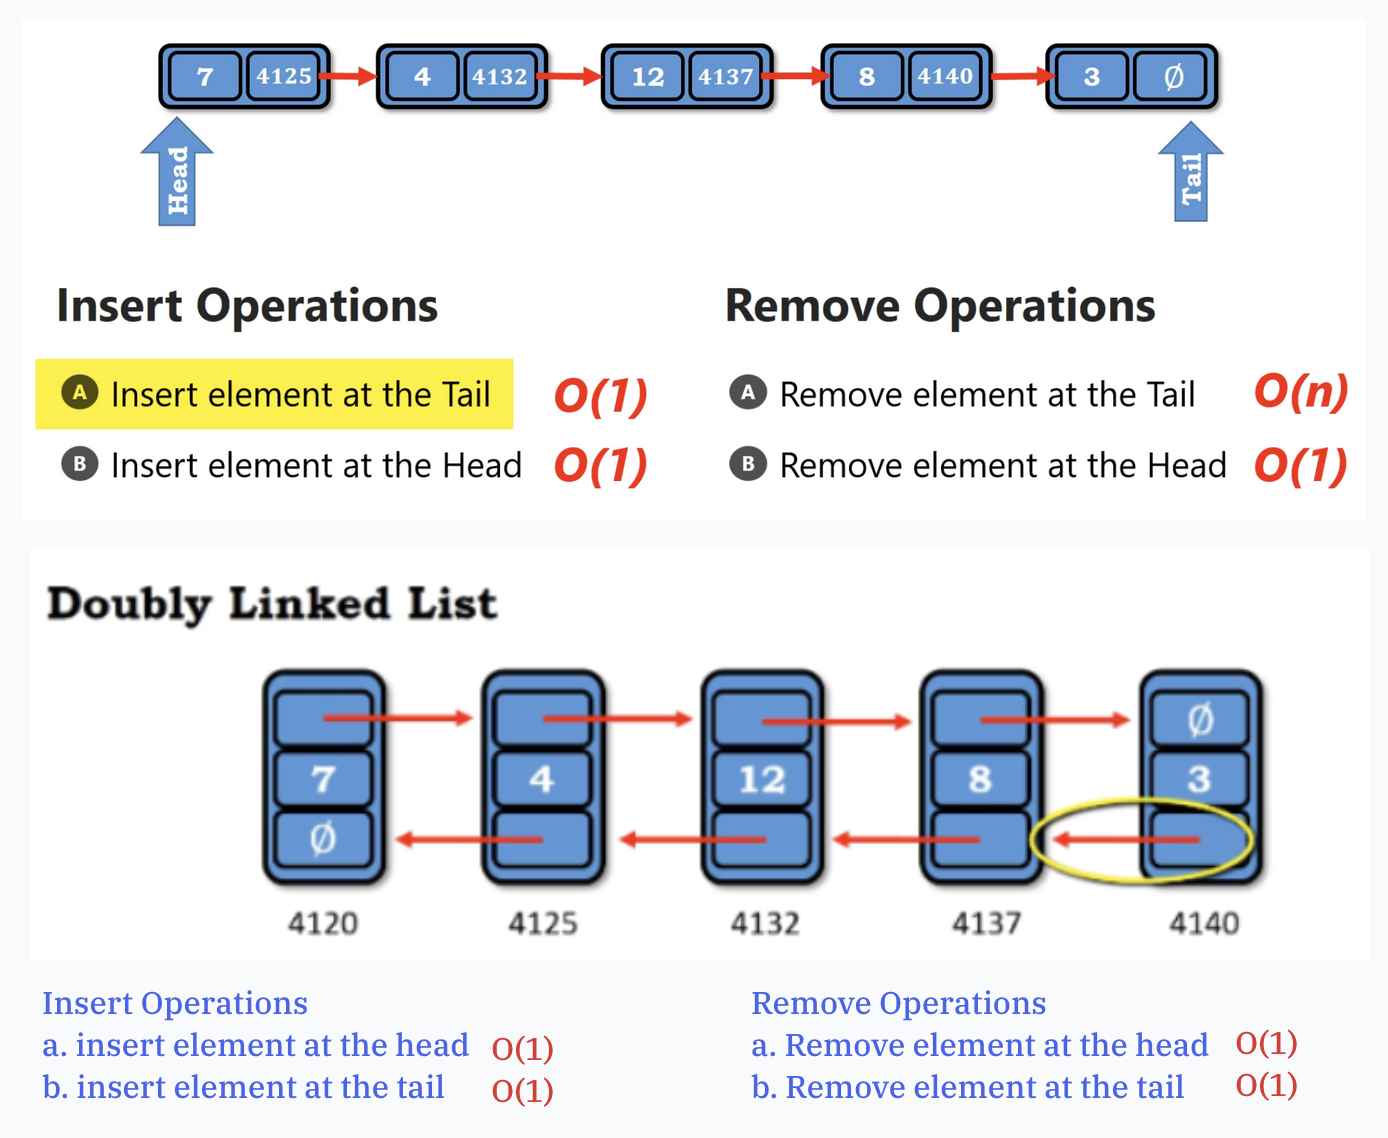 7 4125 4 4132 12 4137 8 4140 3 Ø
Head
Tail
Insert Operations
A Insert element at the Tail O(1)
B Insert element at the Head O(1)
Remove Operations
A Remove element at the Tail O(n)
B Remove element at the Head O(1)
Doubly Linked List
Ø
7 4 12 8 3
Ø
4120 4125 4132 4137 4140
Insert Operations
a. insert element at the head O(1)
b. insert element at the tail O(1)
Remove Operations
a. Remove element at the head O(1)
b. Remove element at the tail O(1)